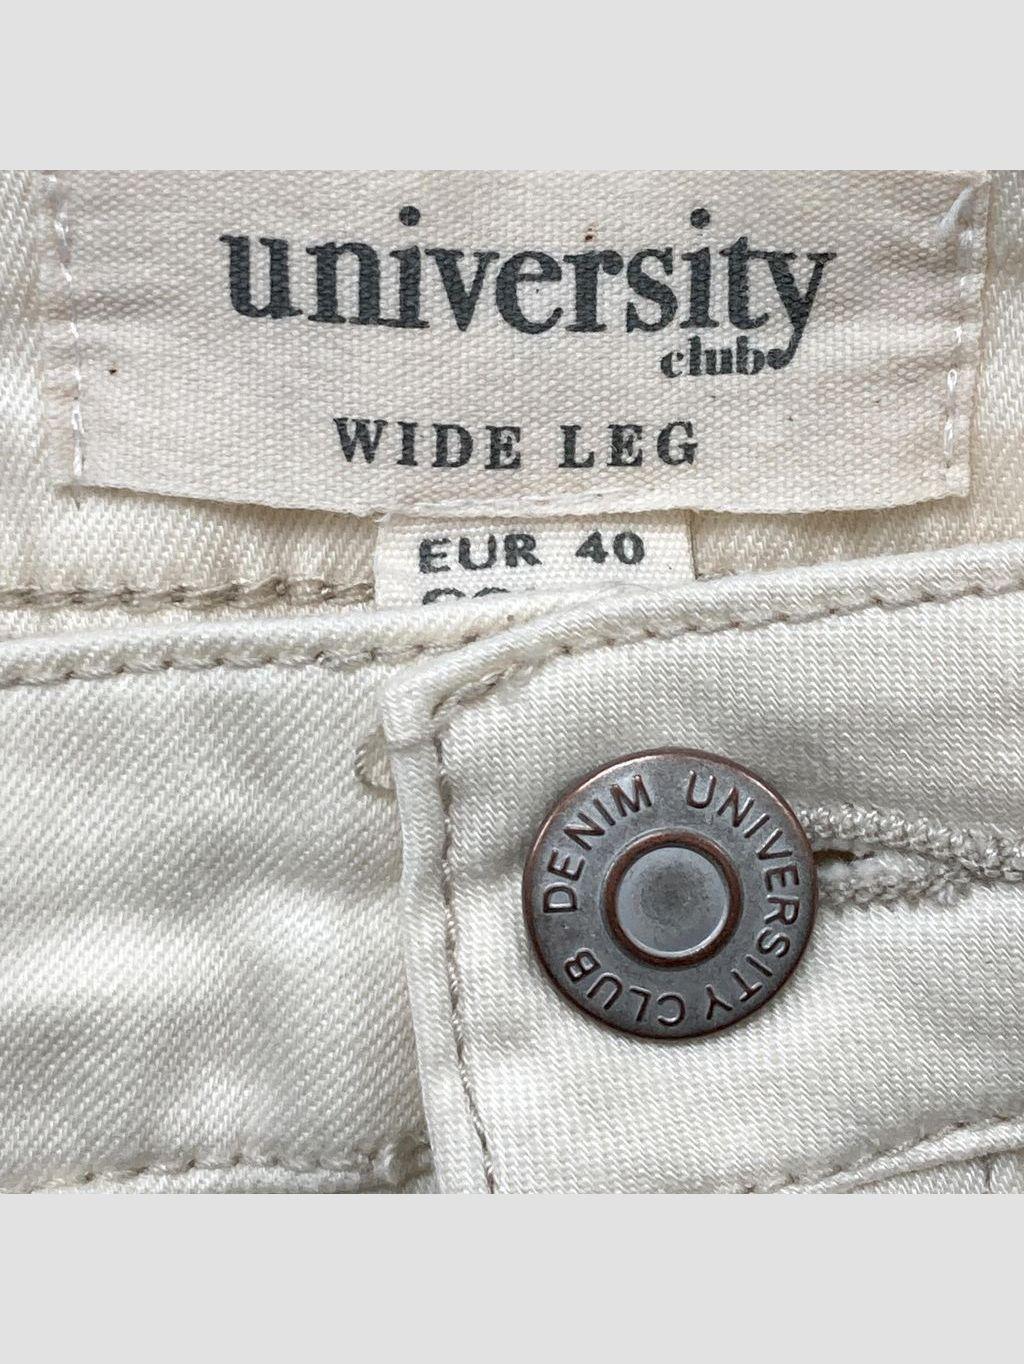 university
club
WIDE LEG
EUR 40
DENIM UNIVERSITY CLUB